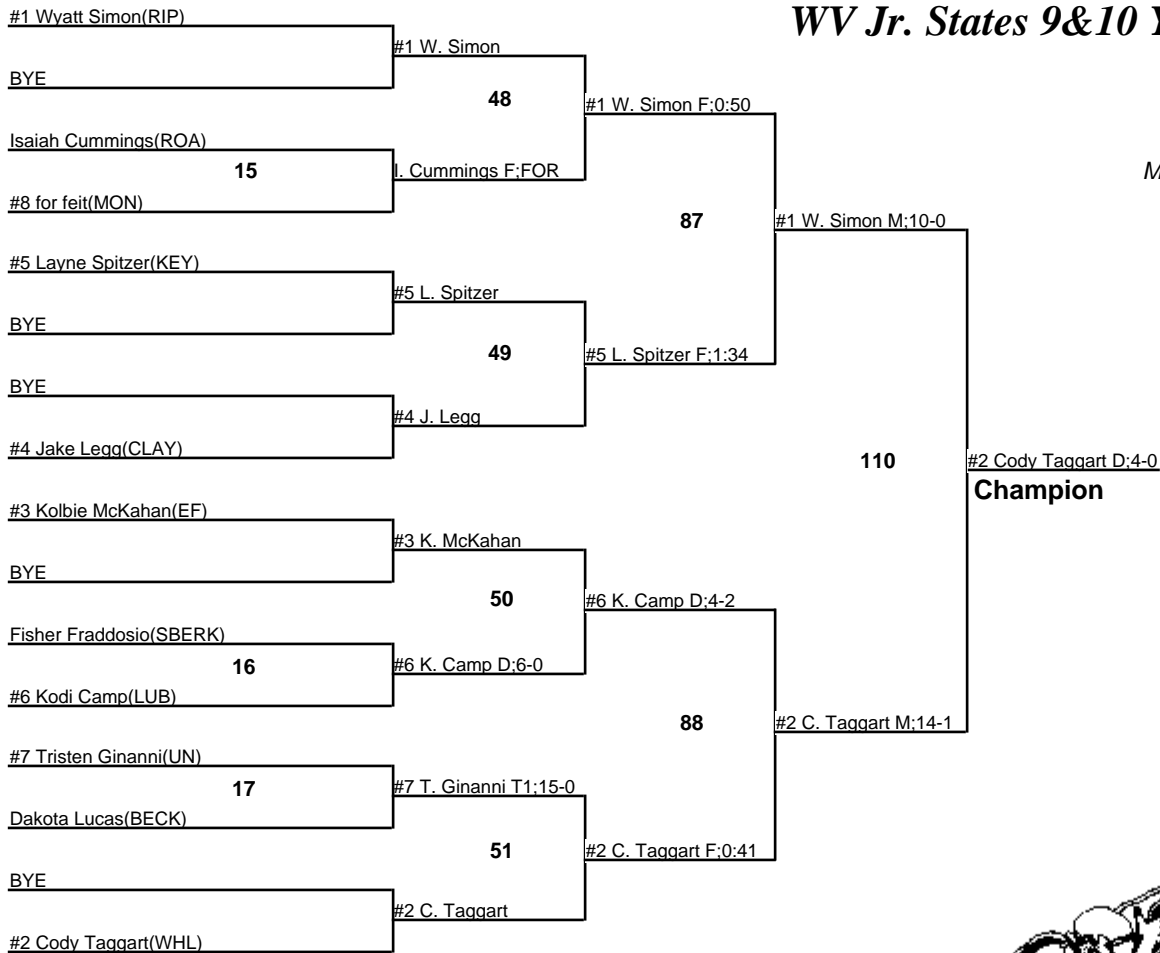 #1 Wyatt Simon(RIP)
WV Jr. States 9&10 Y
#1 W. Simon
BYE
48
#1 W. Simon F;0:50
Isaiah Cummings(ROA)
15
I. Cummings F;FOR
M
#8 for feit(MON)
87
#1 W. Simon M;10-0
#5 Layne Spitzer(KEY)
#5 L. Spitzer
BYE
49
#5 L. Spitzer F;1:34
BYE
#4 J. Legg
#4 Jake Legg(CLAY)
110
#2 Cody Taggart D;4-0
Champion
#3 Kolbie McKahan(EF)
#3 K. McKahan
BYE
50
#6 K. Camp D;4-2
Fisher Fraddosio(SBERK)
16
#6 K. Camp D;6-0
#6 Kodi Camp(LUB)
88
#2 C. Taggart M;14-1
#7 Tristen Ginanni(UN)
17
#7 T. Ginanni T1;15-0
Dakota Lucas(BECK)
51
#2 C. Taggart F;0:41
BYE
#2 C. Taggart
#2 Cody Taggart(WHL)